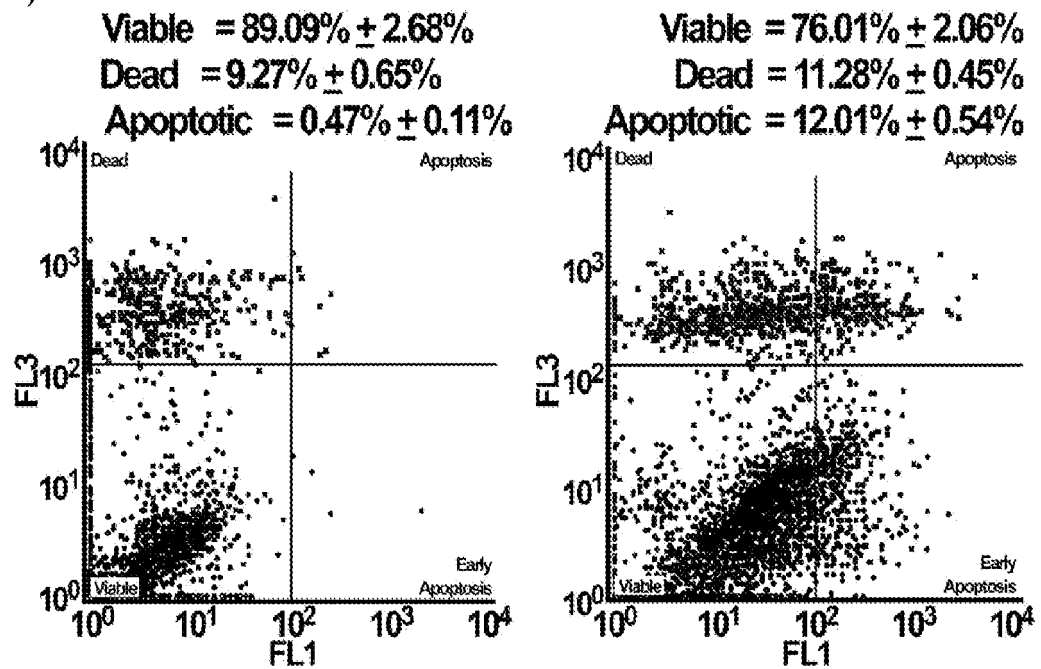 )
Viable = 89.09% ± 2.68%
Dead = 9.27% ± 0.65%
Apoptotic = 0.47% ± 0.11%
10⁴
Dead
Apoptosis
10³
10²
FL3
10¹
10⁰
Viable
Early
Apoptosis
10⁰ 10¹ 10² 10³ 10⁴
FL1
Viable = 76.01% ± 2.06%
Dead = 11.28% ± 0.45%
Apoptotic = 12.01% ± 0.54%
10⁴
Dead
Apoptosis
10³
10²
FL3
10¹
10⁰
Viable
Early
Apoptosis
10⁰ 10¹ 10² 10³ 10⁴
FL1